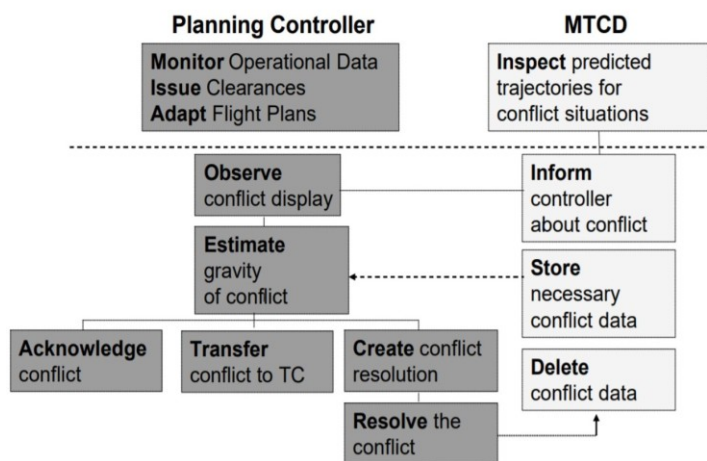 Planning Controller
MTCD
Monitor Operational Data
Issue Clearances
Adapt Flight Plans
Inspect predicted
trajectories for
conflict situations
Observe
conflict display
Inform
controller
about conflict
Estimate
gravity
of conflict
Store
necessary
conflict data
Acknowledge
conflict
Transfer
conflict to TC
Create conflict
resolution
Delete
conflict data
Resolve the
conflict